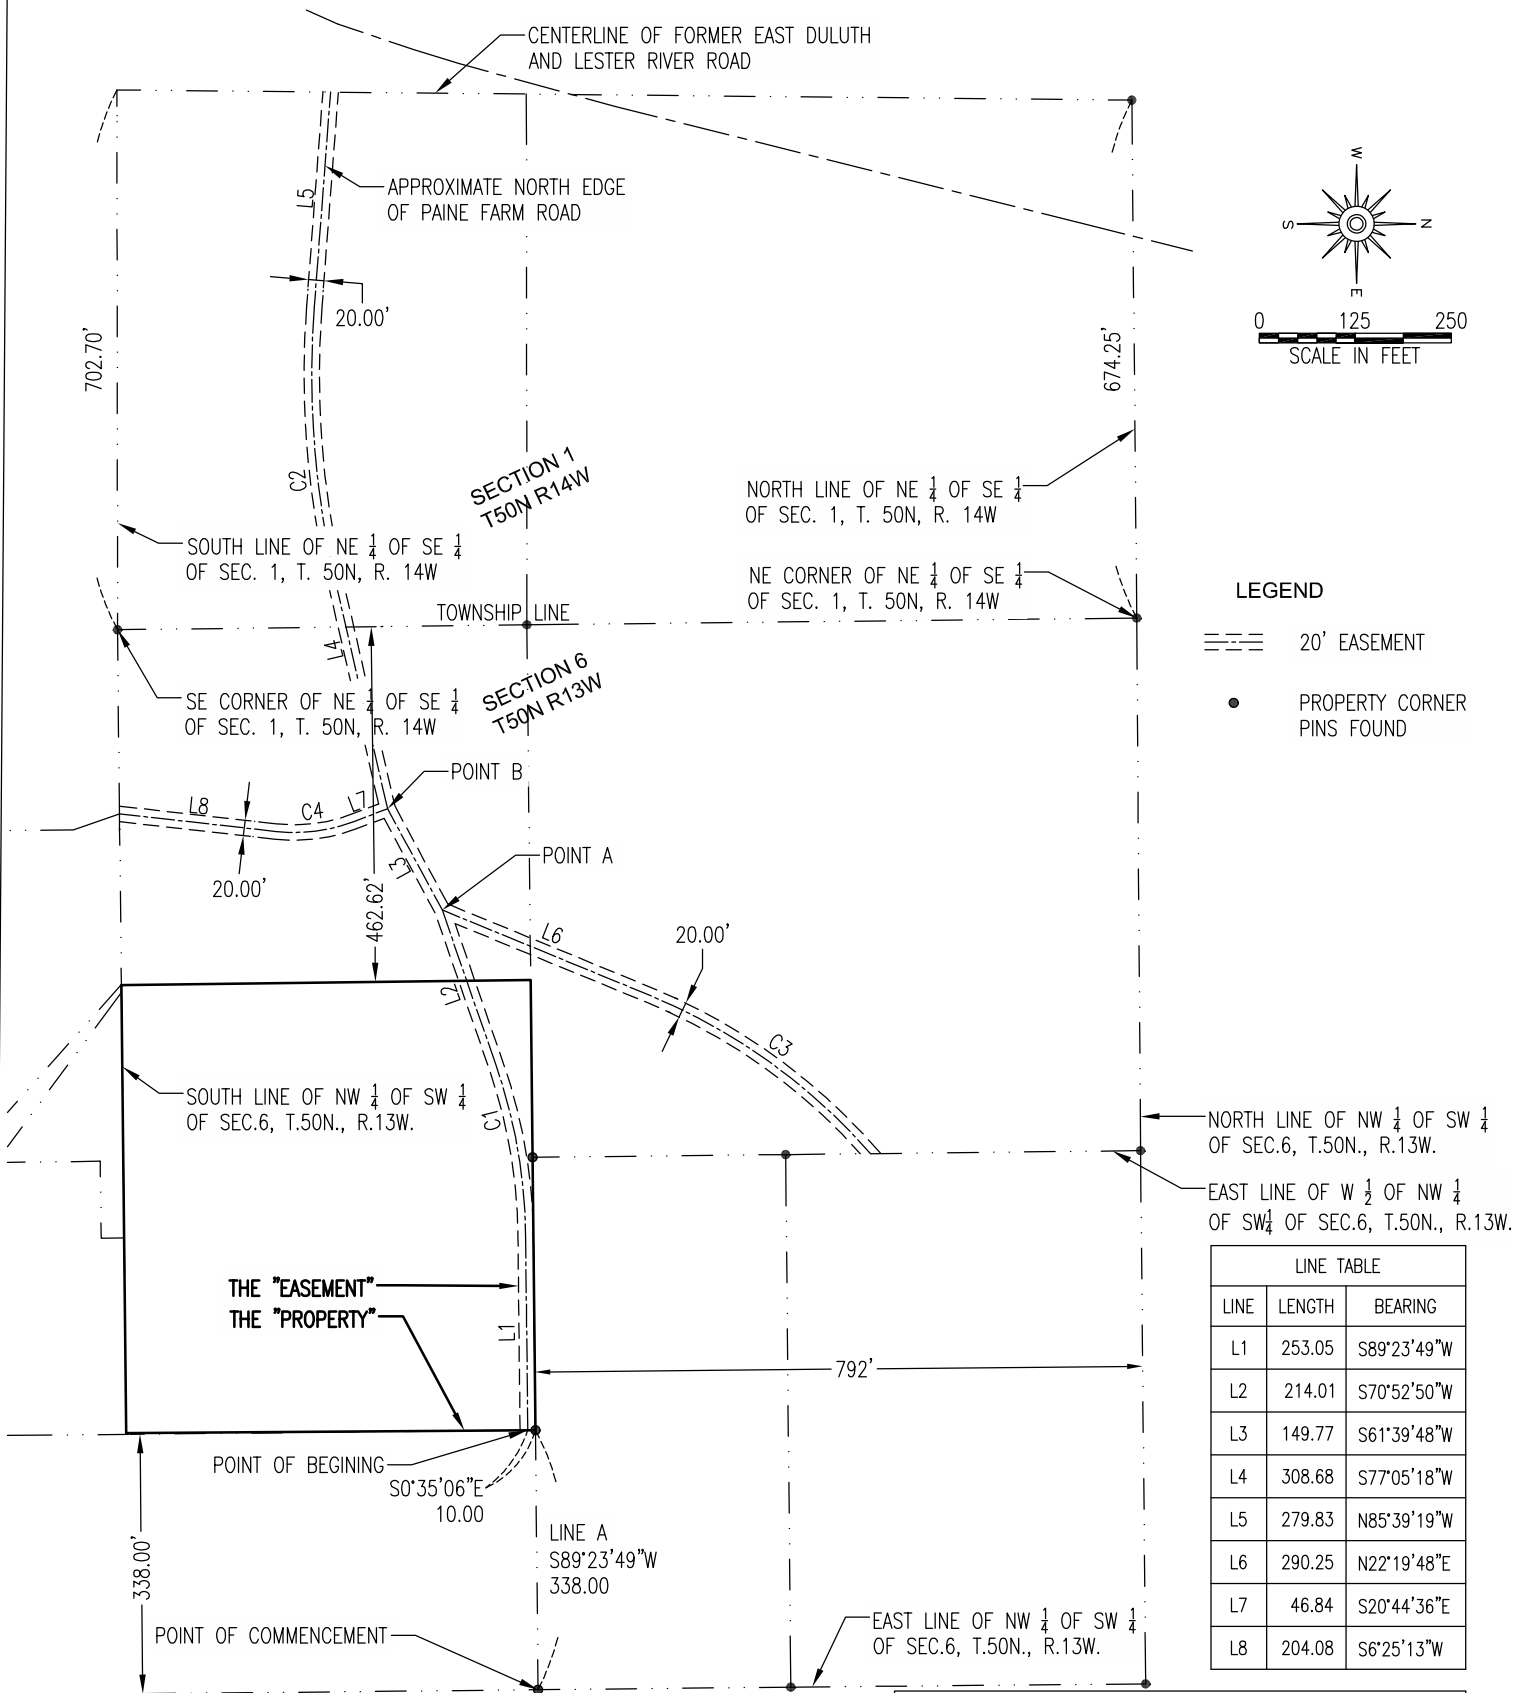 CENTERLINE OF FORMER EAST DULUTH
AND LESTER RIVER ROAD
APPROXIMATE NORTH EDGE
OF PAINE FARM ROAD
L5
20.00'
702.70'
674.25'
W
S
N
E
0 125 250
SCALE IN FEET
C2
SECTION 1
T50N R14W
NORTH LINE OF NE 1/4 OF SE 1/4
OF SEC. 1, T. 50N, R. 14W
SOUTH LINE OF NE 1/4 OF SE 1/4
OF SEC. 1, T. 50N, R. 14W
NE CORNER OF NE 1/4 OF SE 1/4
OF SEC. 1, T. 50N, R. 14W
TOWNSHIP LINE
L4
LEGEND
20' EASEMENT
PROPERTY CORNER
PINS FOUND
SECTION 6
T50N R13W
SE CORNER OF NE 1/4 OF SE 1/4
OF SEC. 1, T. 50N, R. 14W
POINT B
L8
C4
L7
L3
POINT A
20.00'
462.62'
L6
20.00'
L2
C3
SOUTH LINE OF NW 1/4 OF SW 1/4
OF SEC.6, T.50N., R.13W.
C1
NORTH LINE OF NW 1/4 OF SW 1/4
OF SEC.6, T.50N., R.13W.
EAST LINE OF W 1/2 OF NW 1/4
OF SW1/4 OF SEC.6, T.50N., R.13W.
THE "EASEMENT"
THE "PROPERTY"
L1
792'
POINT OF BEGINING
S0°35'06"E
10.00
338.00'
LINE A
S89°23'49"W
338.00
POINT OF COMMENCEMENT
EAST LINE OF NW 1/4 OF SW 1/4
OF SEC.6, T.50N., R.13W.
LINE TABLE
LINE LENGTH BEARING
L1 253.05 S89°23'49"W
L2 214.01 S70°52'50"W
L3 149.77 S61°39'48"W
L4 308.68 S77°05'18"W
L5 279.83 N85°39'19"W
L6 290.25 N22°19'48"E
L7 46.84 S20°44'36"E
L8 204.08 S6°25'13"W